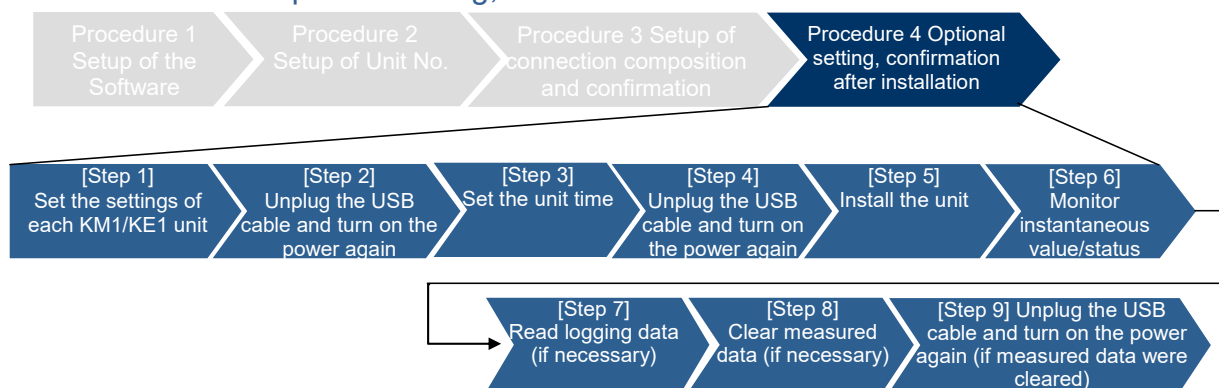 Procedure 1
Setup of the
Software
Procedure 2
Setup of Unit No.
Procedure 3 Setup of
connection composition
and confirmation
Procedure 4 Optional
setting, confirmation
after installation
[Step 1]
Set the settings of
each KM1/KE1 unit
[Step 2]
Unplug the USB
cable and turn on the
power again
[Step 3]
Set the unit time
[Step 4]
Unplug the USB
cable and turn on
the power again
[Step 5]
Install the unit
[Step 6]
Monitor
instantaneous
value/status
[Step 7]
Read logging data
(if necessary)
[Step 8]
Clear measured
data (if necessary)
[Step 9] Unplug the USB
cable and turn on the power
again (if measured data were
cleared)